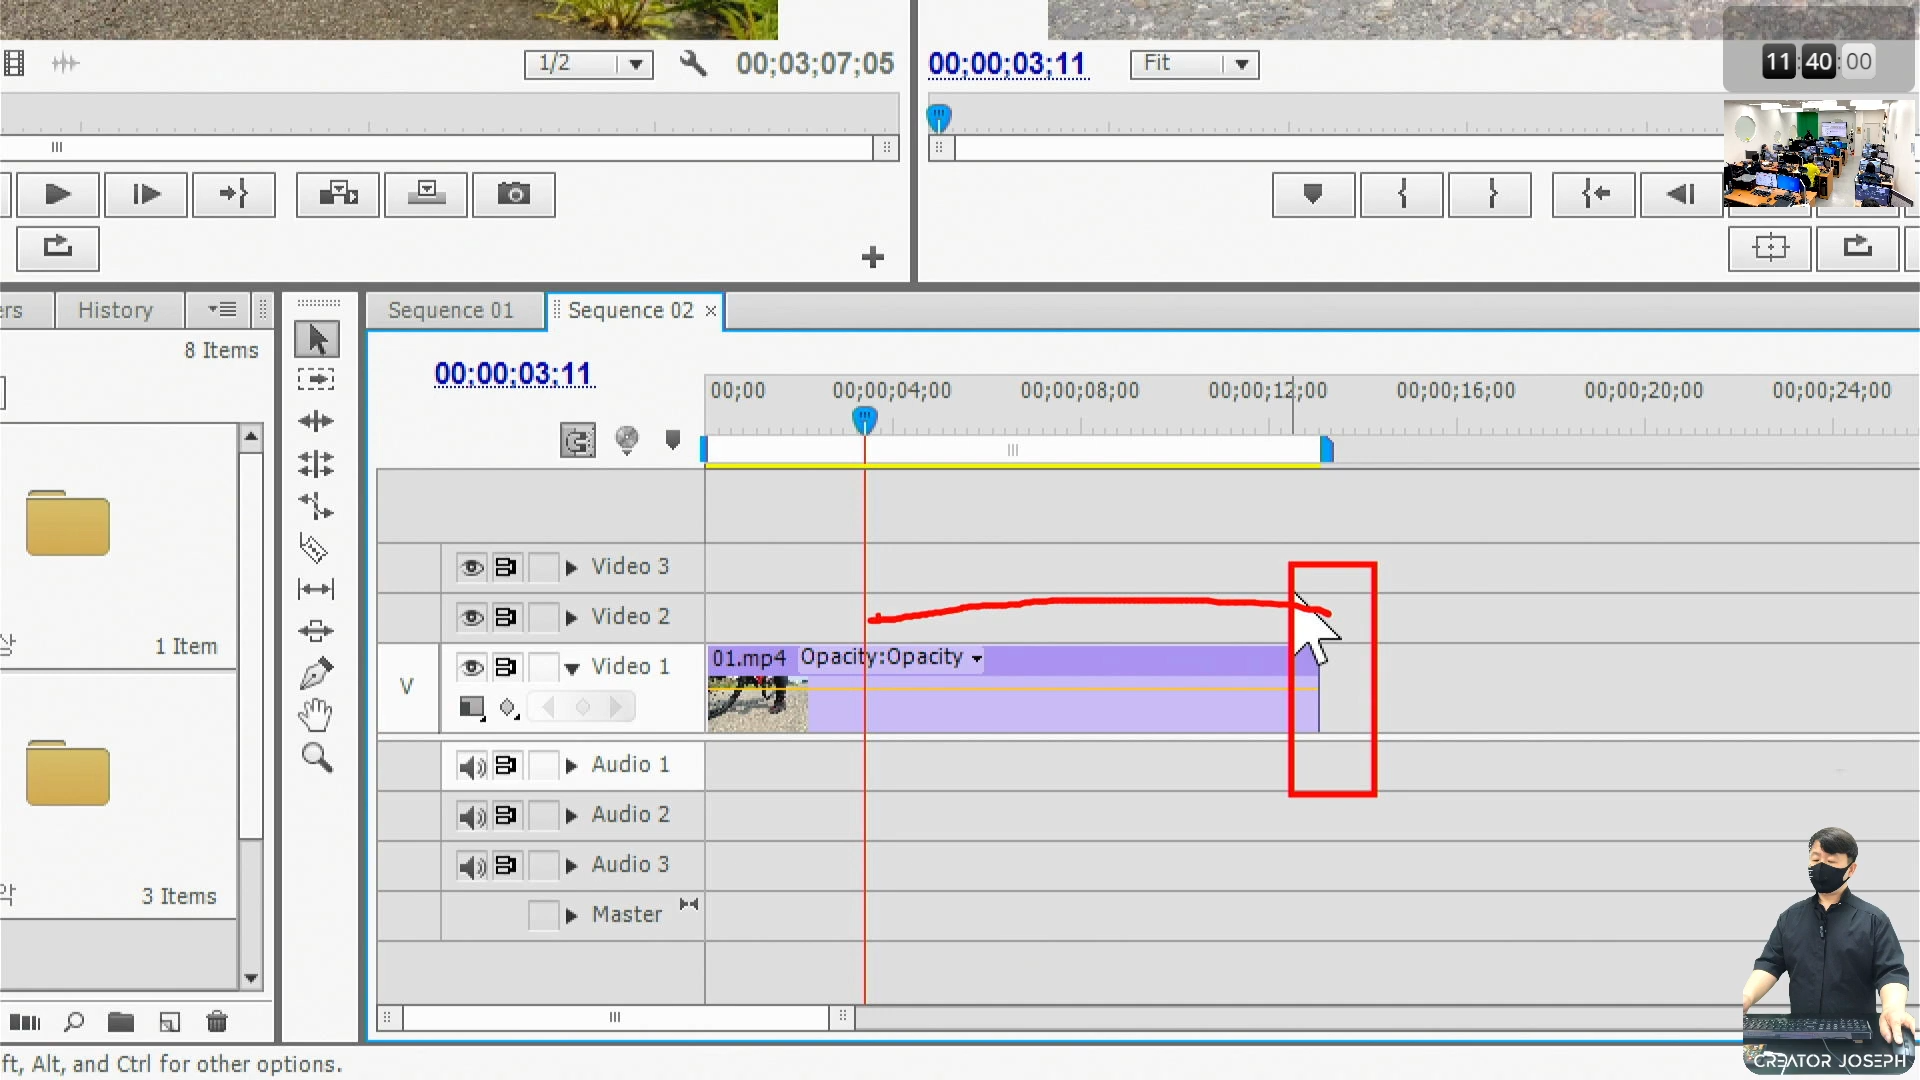 1/2
00;03;07;05
00;00;03;11
Fit
11:40:00
History
8 Items
Sequence 01
Sequence 02
00;00;03;11
00;00
00;00;04;00
00;00;08;00
00;00;12;00
00;00;16;00
00;00;20;00
00;00;24;00
Video 3
Video 2
V
Video 1
01.mp4
Opacity:Opacity
1 Item
Audio 1
Audio 2
Audio 3
3 Items
Master
ft, Alt, and Ctrl for other options.
CREATOR JOSEPH